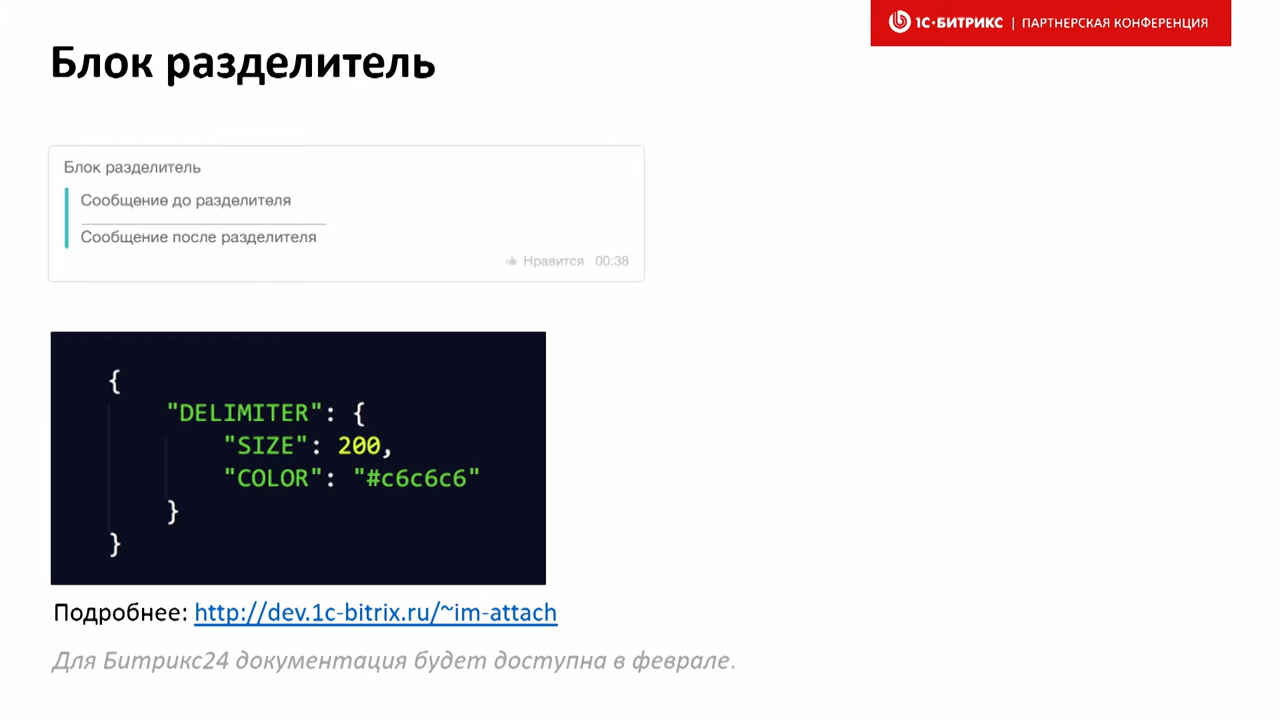 1С-БИТРИКС | ПАРТНЕРСКАЯ КОНФЕРЕНЦИЯ
Блок разделитель
Блок разделитель
Сообщение до разделителя
Сообщение после разделителя
Нравится 00:38
{
"DELIMITER": {
"SIZE": 200,
"COLOR": "#c6c6c6"
}
}
Подробнее: http://dev.1c-bitrix.ru/~im-attach
Для Битрикс24 документация будет доступна в феврале.